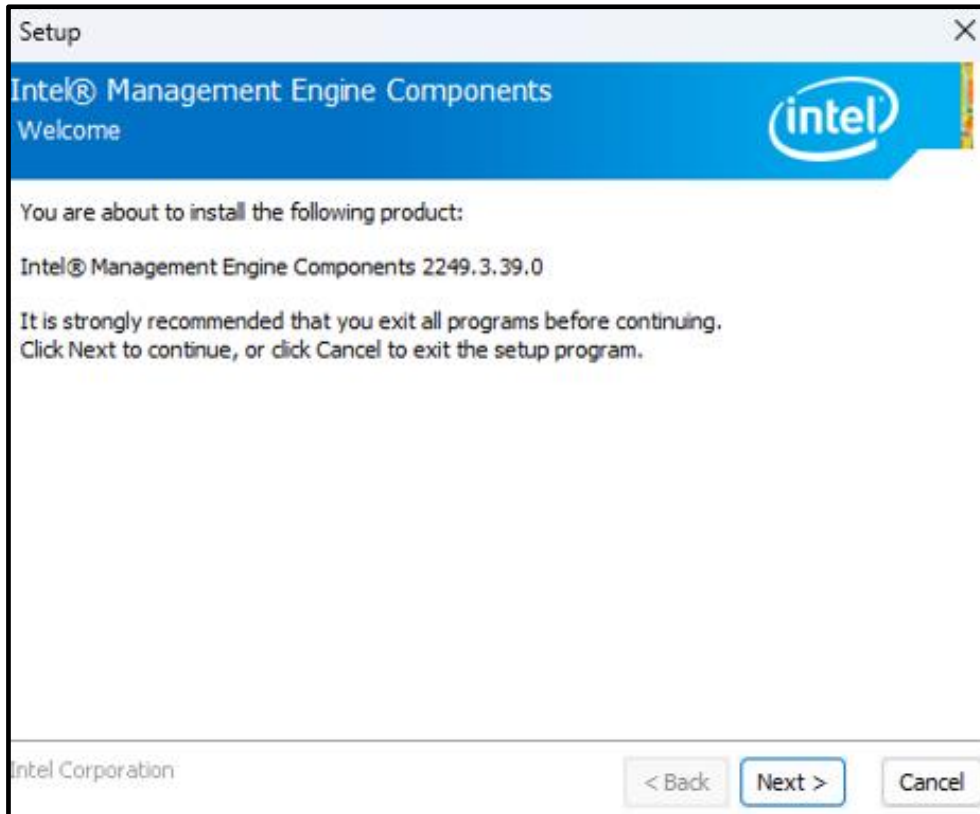 Setup
Intel® Management Engine Components
Welcome
intel
You are about to install the following product:
Intel® Management Engine Components 2249.3.39.0
It is strongly recommended that you exit all programs before continuing.
Click Next to continue, or click Cancel to exit the setup program.
Intel Corporation
< Back Next > Cancel